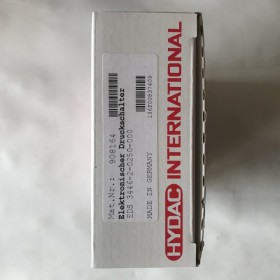 Mat.Nr.: 908164
Elektronischer Druckschalter
EDS 3446-2-0250-000
MADE IN GERMANY
HYDAC INTERNATIONAL